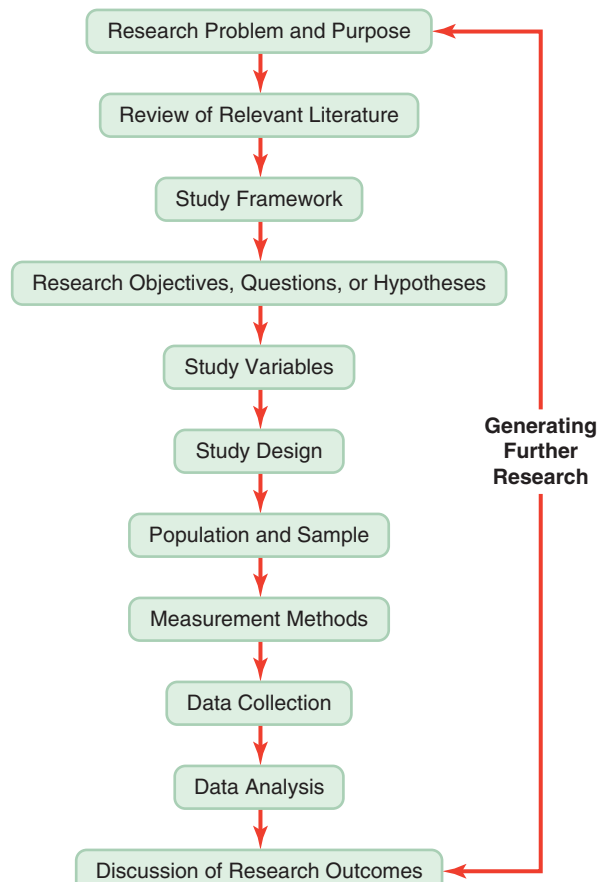 Research Problem and Purpose
Review of Relevant Literature
Study Framework
Research Objectives, Questions, or Hypotheses
Study Variables
Study Design
Population and Sample
Measurement Methods
Data Collection
Data Analysis
Discussion of Research Outcomes
Generating
Further
Research